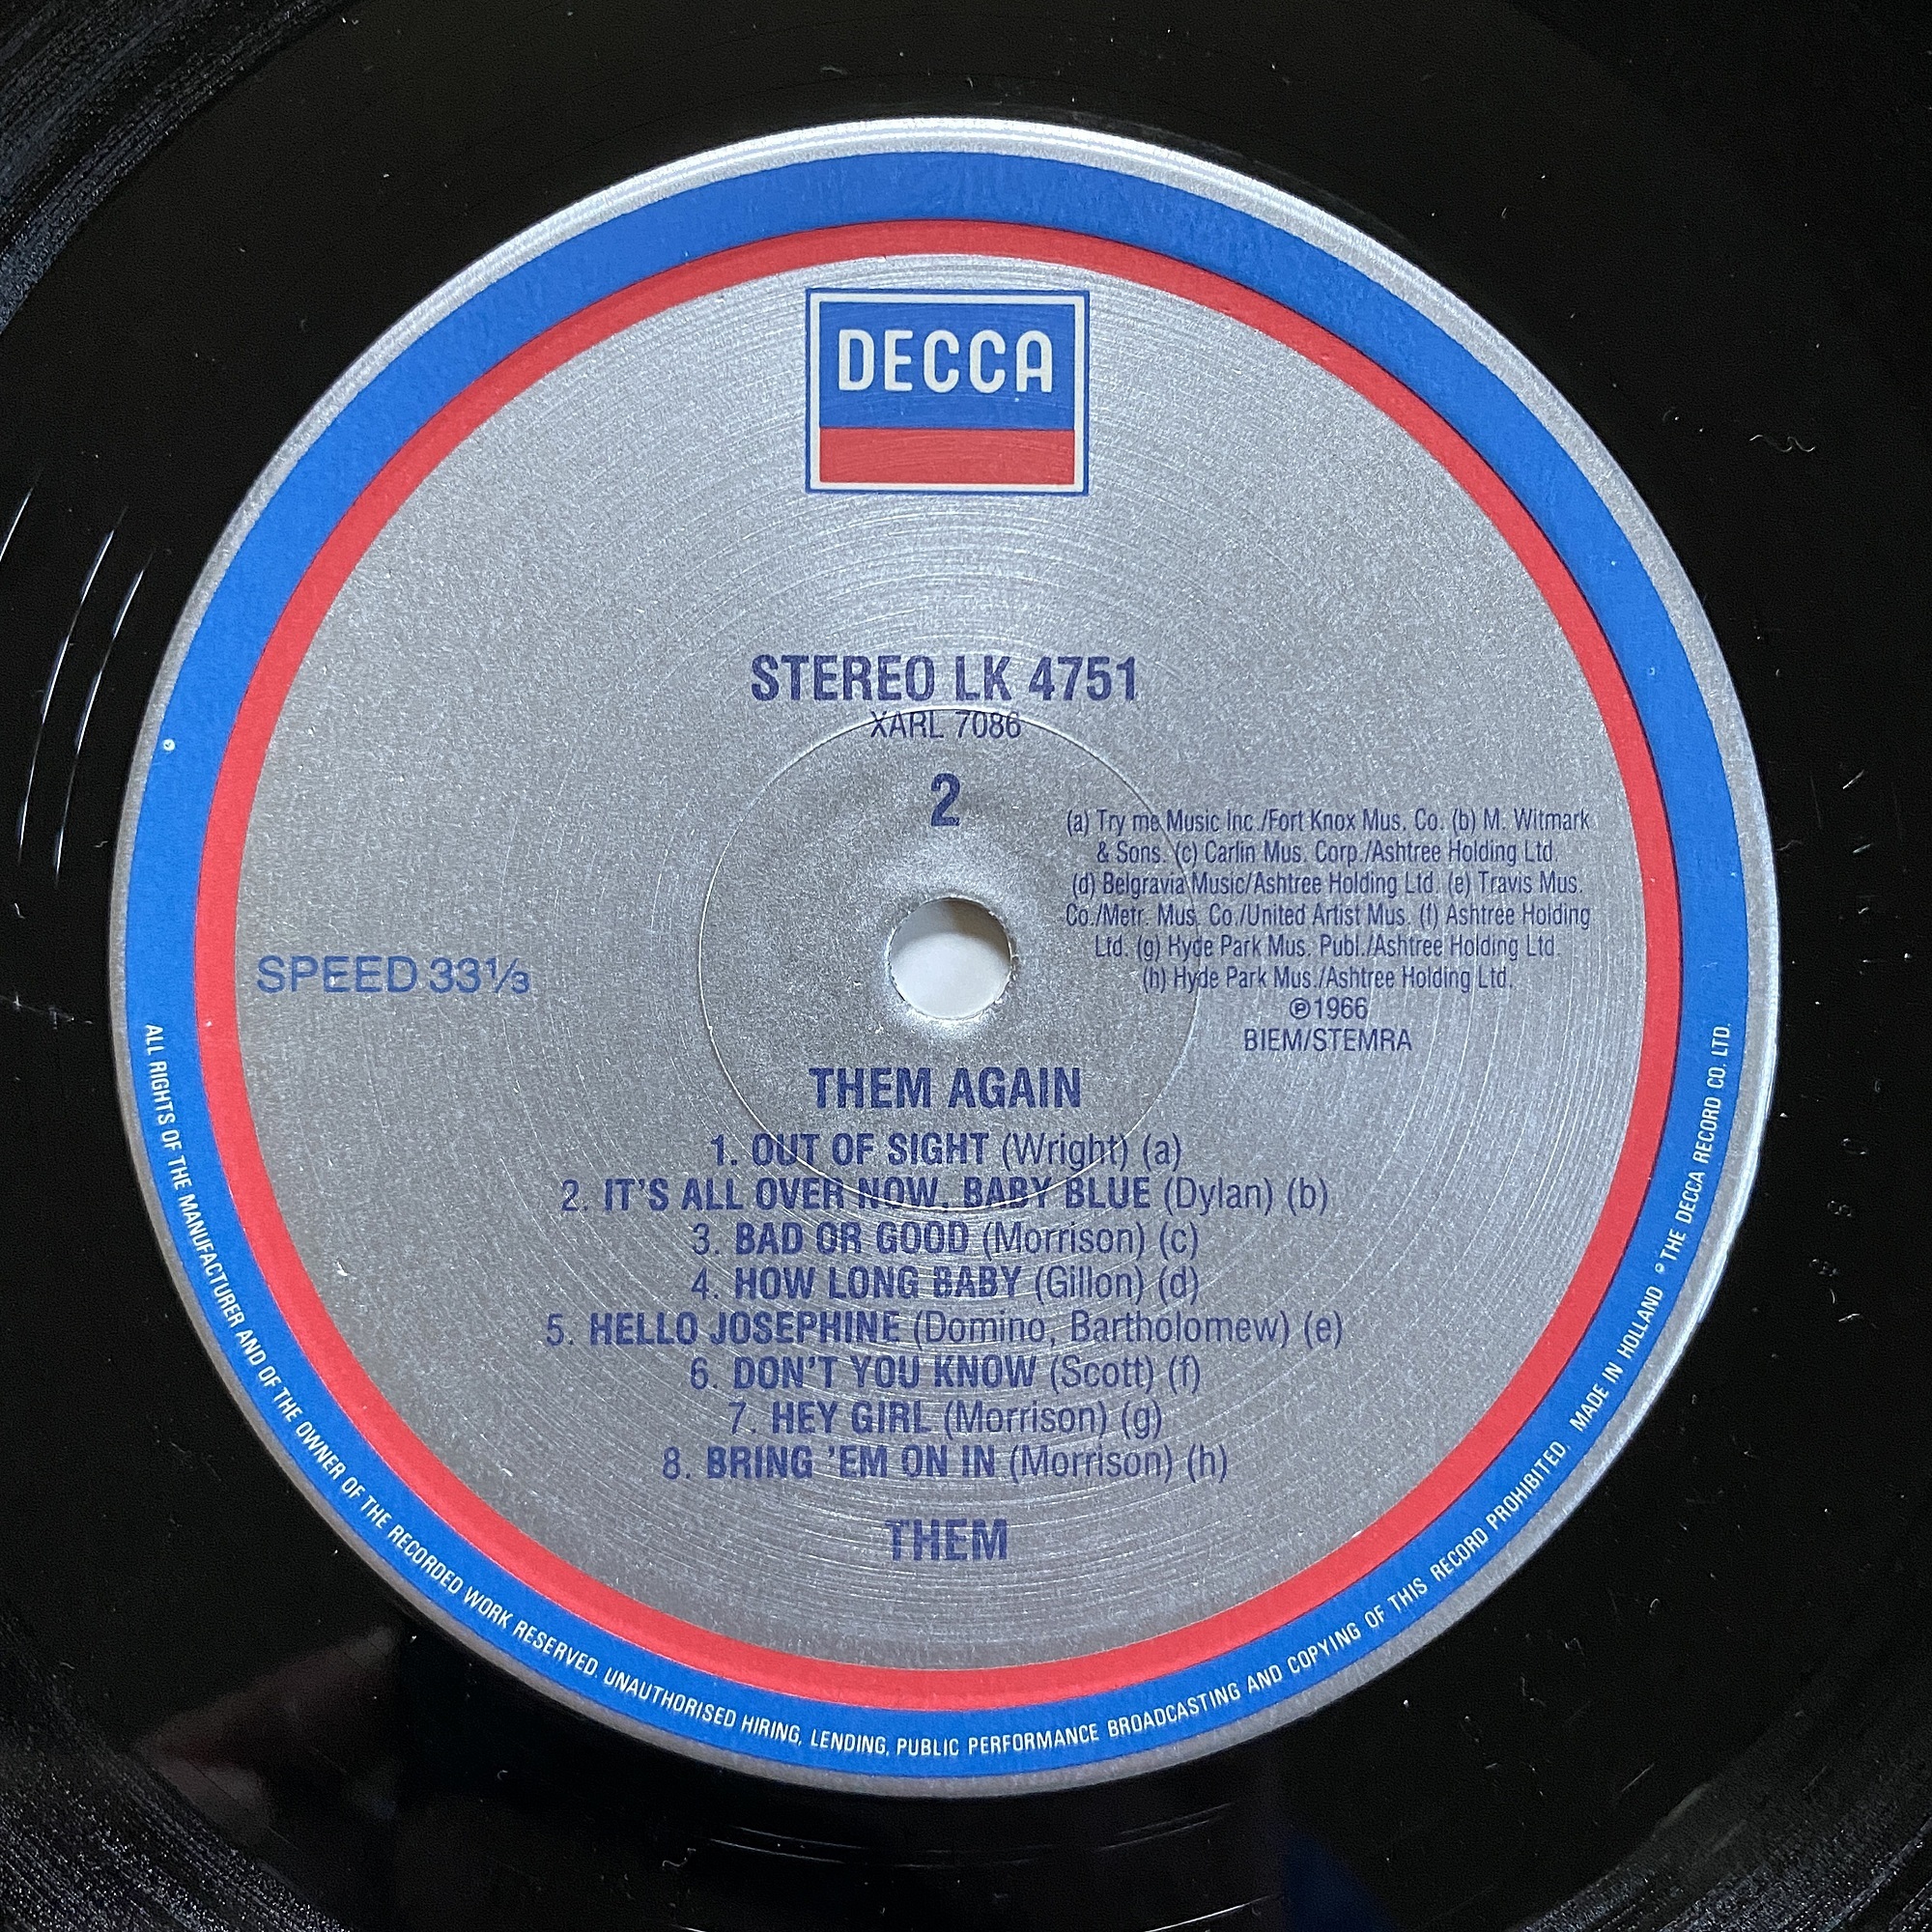 DECCA
STEREO LK 4751
XARL 7086
2
(a) Try me Music Inc./Fort Knox Mus. Co. (b) M. Witmark
& Sons. (c) Carlin Mus. Corp./Ashtree Holding Ltd.
(d) Belgravia Music/Ashtree Holding Ltd. (e) Travis Mus.
Co./Metr. Mus. Co./United Artist Mus. (f) Ashtree Holding
Ltd. (g) Hyde Park Mus. Publ./Ashtree Holding Ltd.
(h) Hyde Park Mus./Ashtree Holding Ltd.
℗1966
BIEM/STEMRA
SPEED 33⅓
THEM AGAIN
1. OUT OF SIGHT (Wright) (a)
2. IT'S ALL OVER NOW, BABY BLUE (Dylan) (b)
3. BAD OR GOOD (Morrison) (c)
4. HOW LONG BABY (Gillon) (d)
5. HELLO JOSEPHINE (Domino, Bartholomew) (e)
6. DON'T YOU KNOW (Scott) (f)
7. HEY GIRL (Morrison) (g)
8. BRING 'EM ON IN (Morrison) (h)
THEM
ALL RIGHTS OF THE MANUFACTURER AND OF THE OWNER OF THE RECORDED WORK RESERVED UNAUTHORISED HIRING, LENDING, PUBLIC PERFORMANCE BROADCASTING AND COPYING OF THIS RECORD PROHIBITED. MADE IN HOLLAND • THE DECCA RECORD CO. LTD.